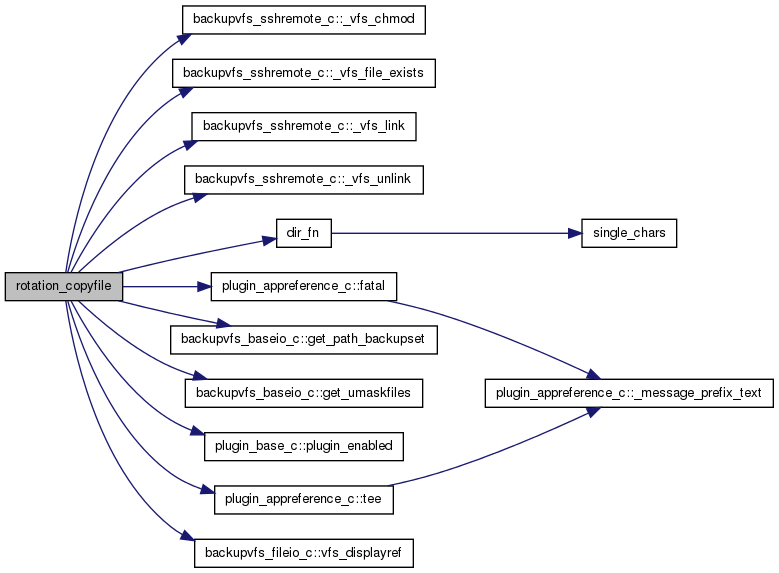 backupvfs_sshremote_c::_vfs_chmod
backupvfs_sshremote_c::_vfs_file_exists
backupvfs_sshremote_c::_vfs_link
backupvfs_sshremote_c::_vfs_unlink
dir_fn
single_chars
rotation_copyfile
plugin_appreference_c::fatal
backupvfs_baseio_c::get_path_backupset
backupvfs_baseio_c::get_umaskfiles
plugin_appreference_c::_message_prefix_text
plugin_base_c::plugin_enabled
plugin_appreference_c::tee
backupvfs_fileio_c::vfs_displayref